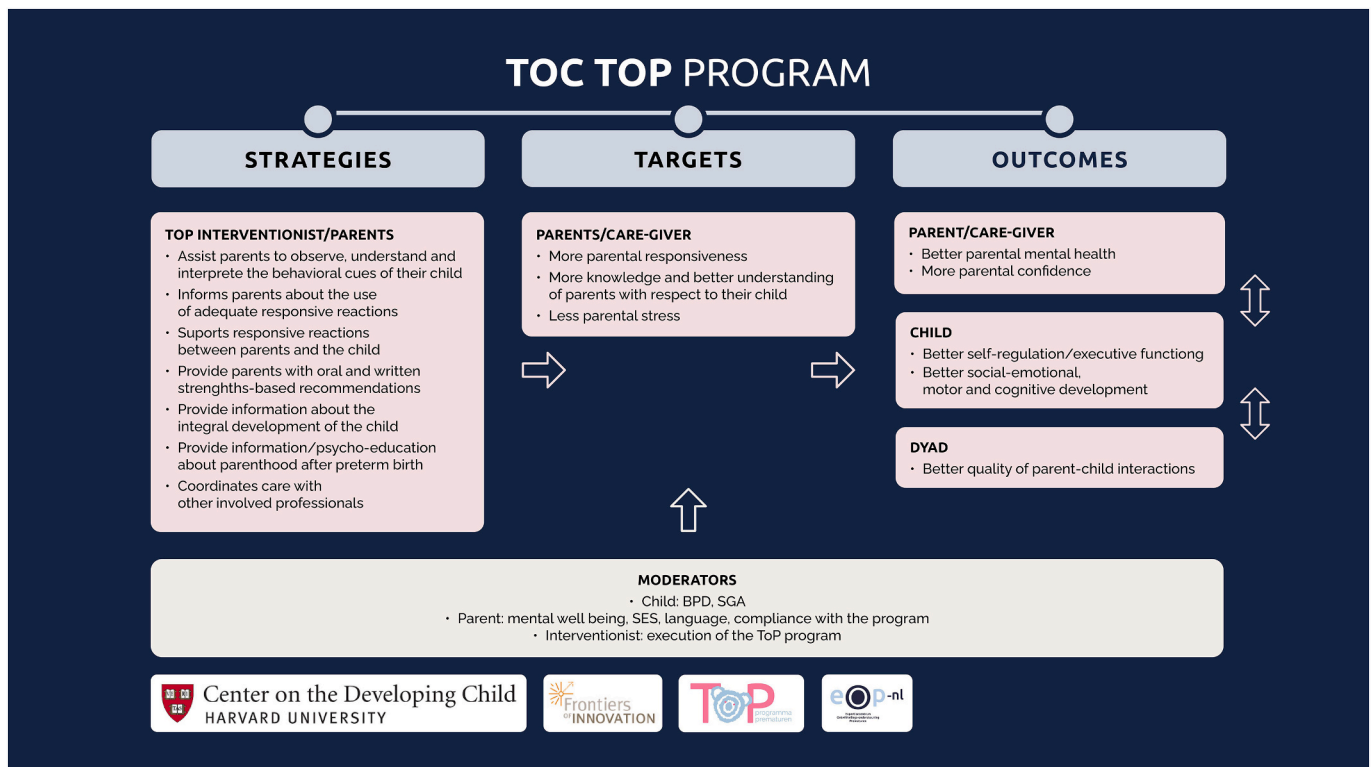 TOC TOP PROGRAM
STRATEGIES
TARGETS
OUTCOMES
TOP INTERVENTIONIST/PARENTS
• Assist parents to observe, understand and
interprete the behavioral cues of their child
• Informs parents about the use
of adequate responsive reactions
• Suports responsive reactions
between parents and the child
• Provide parents with oral and written
strenghths-based recommendations
• Provide information about the
integral development of the child
• Provide information/psycho-education
about parenthood after preterm birth
• Coordinates care with
other involved professionals
PARENTS/CARE-GIVER
• More parental responsiveness
• More knowledge and better understanding
of parents with respect to their child
• Less parental stress
PARENT/CARE-GIVER
• Better parental mental health
• More parental confidence
CHILD
• Better self-regulation/executive functiong
• Better social-emotional,
motor and cognitive development
DYAD
• Better quality of parent-child interactions
MODERATORS
• Child: BPD, SGA
• Parent: mental well being, SES, language, compliance with the program
• Interventionist: execution of the ToP program
Center on the Developing Child
HARVARD UNIVERSITY
Frontiers
OF INNOVATION
ToP
programma
prematuren
eop-nl